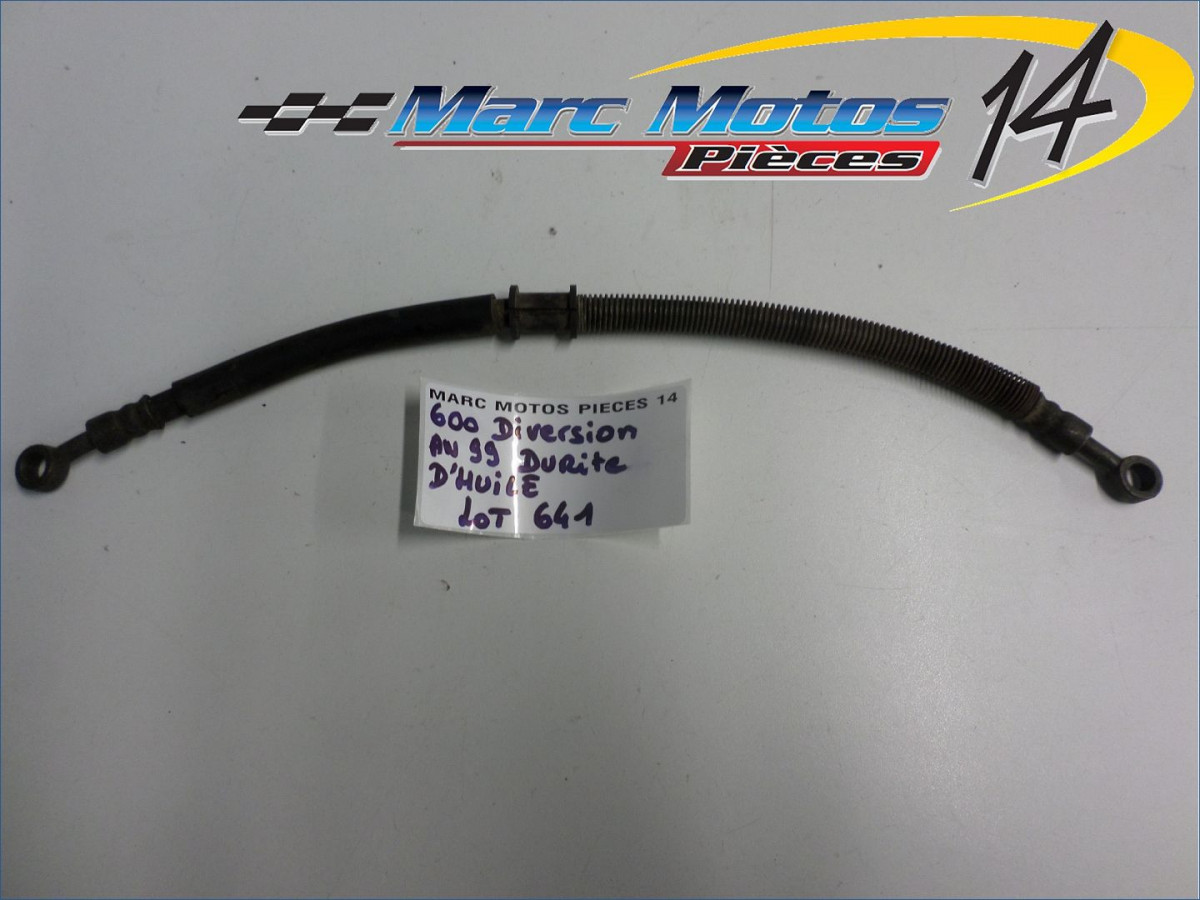 Marc Motos 14
Pièces
MARC MOTOS PIECES 14
600 Diversion
AN 99 DURITE
D'HUILE
LOT 641